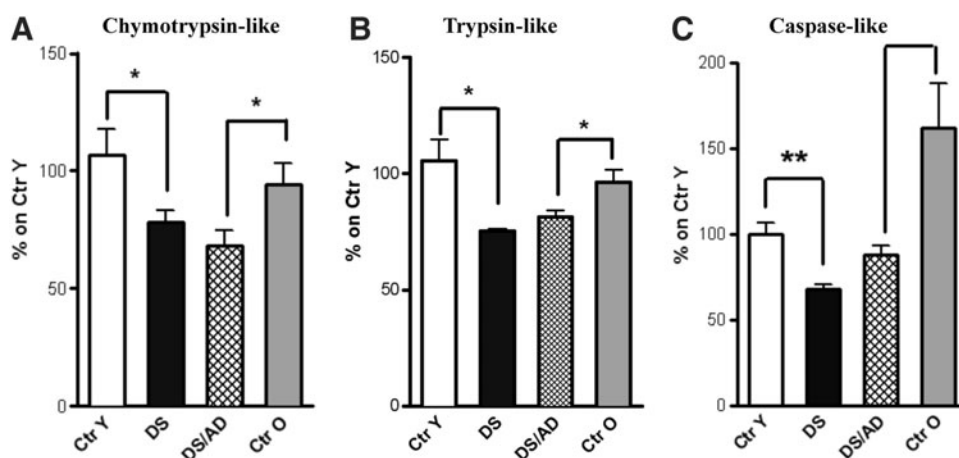 A Chymotrypsin-like
% on Ctr Y
150
100
50
0
*
*
Ctr Y DS DS/AD Ctr O
B Trypsin-like
% on Ctr Y
150
100
50
0
*
*
Ctr Y DS DS/AD Ctr O
C Caspase-like
% on Ctr Y
200
150
100
50
0
**
Ctr Y DS DS/AD Ctr O